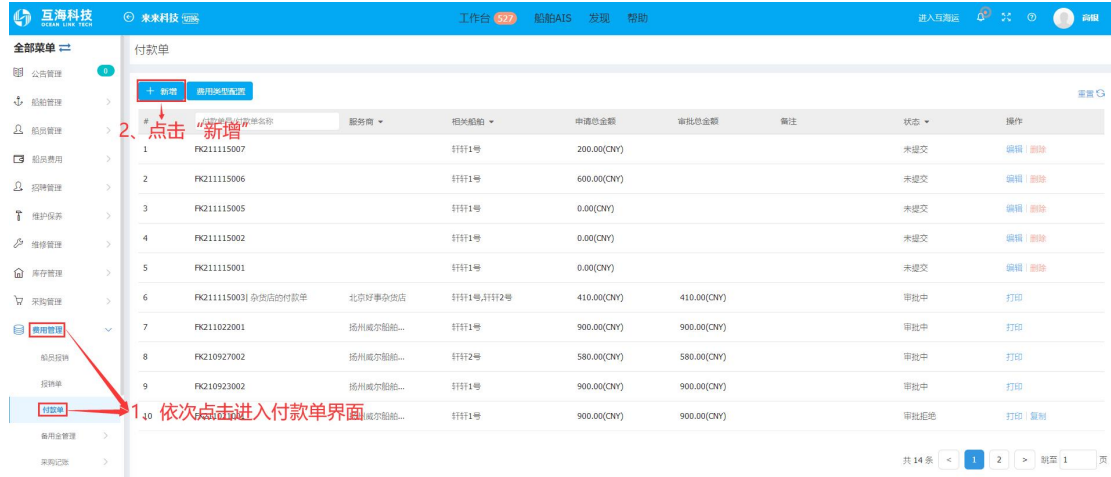 互海科技 OCEAN LINK TECH 来来科技 工作台 527 船舶AIS 发现 帮助 进入互海运
全部菜单
付款单
公告管理 0
+ 新增 费用类型配置 重置
船舶管理
船员管理
船员费用
招聘管理
维护保养
维修管理
库存管理
采购管理
费用管理
船员报销
报销单
付款单
备用金管理
采购记账
2、点击“新增”
1、依次点击进入付款单界面
# 付款单号/付款单名称 服务商 相关船舶 申请总金额 审批总金额 备注 状态 操作
1 FK211115007 轩轩1号 200.00(CNY) 未提交 编辑 | 删除
2 FK211115006 轩轩1号 600.00(CNY) 未提交 编辑 | 删除
3 FK211115005 轩轩1号 0.00(CNY) 未提交 编辑 | 删除
4 FK211115002 轩轩1号 0.00(CNY) 未提交 编辑 | 删除
5 FK211115001 轩轩1号 0.00(CNY) 未提交 编辑 | 删除
6 FK211115003| 杂货店的付款单 北京好事杂货店 轩轩1号,轩轩2号 410.00(CNY) 410.00(CNY) 审批中 打印
7 FK211022001 扬州威尔船舶... 轩轩1号 900.00(CNY) 900.00(CNY) 审批中 打印
8 FK210927002 扬州威尔船舶... 轩轩2号 580.00(CNY) 580.00(CNY) 审批中 打印
9 FK210923002 扬州威尔船舶... 轩轩1号 900.00(CNY) 900.00(CNY) 审批中 打印
10 威尔船舶... 轩轩1号 900.00(CNY) 900.00(CNY) 审批拒绝 打印 | 复制
共 14 条 < 1 2 > 跳至 1 页